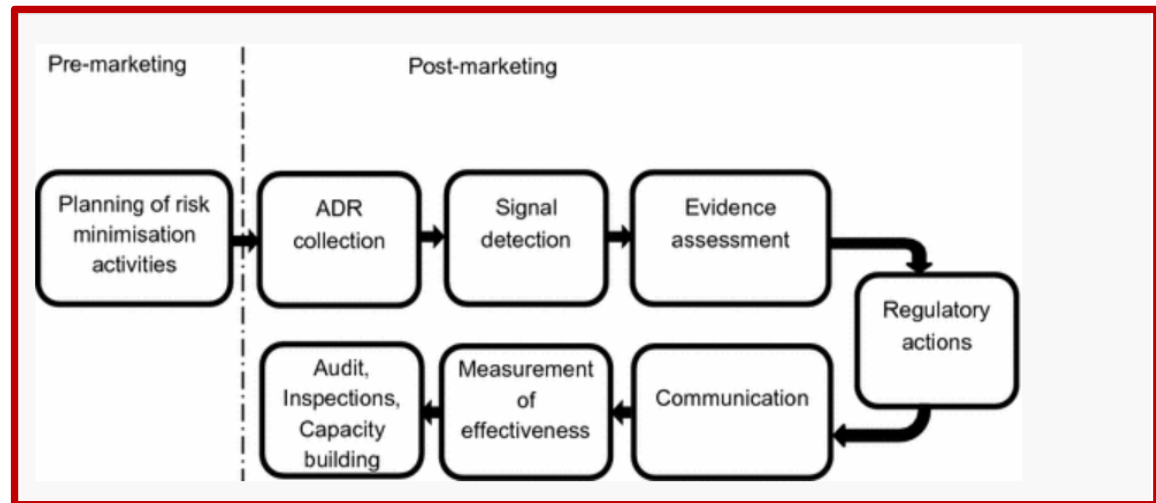 Pre-marketing
Post-marketing
Planning of risk
minimisation
activities
ADR
collection
Signal
detection
Evidence
assessment
Regulatory
actions
Communication
Measurement
of
effectiveness
Audit,
Inspections,
Capacity
building